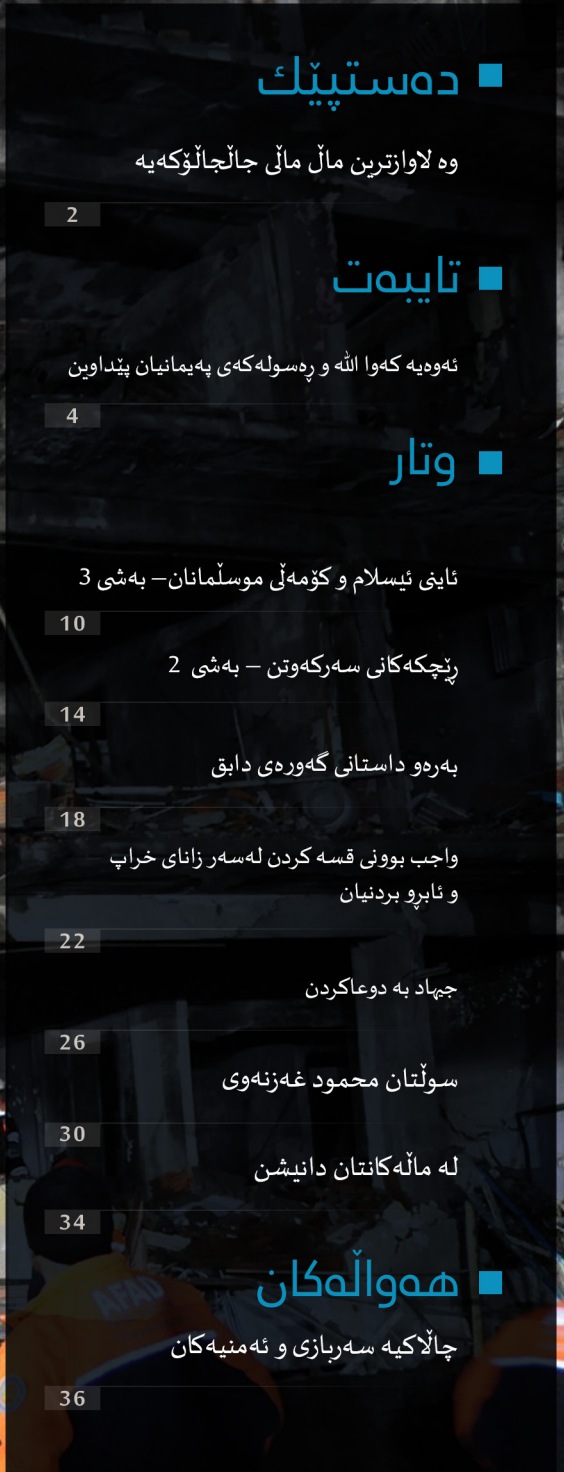 دەستپێك
وە لاوازترین ماڵ ماڵی جاڵجاڵۆکەیە
2
تایبەت
ئەوەیە کەوا الله و ڕەسولەکەی پەیمانیان پێداوین
4
وتار
ئاینی ئیسلام و کۆمەڵی موسڵمانان– بەشی 3
10
ڕێچکەکانی سەرکەوتن – بەشی 2
14
بەرەو داستانی گەورەی دابق
18
واجب بوونی قسە کردن لەسەر زانای خراپ
و ئابڕو بردنیان
22
جیهاد بە دوعاکردن
26
سوڵتان محمود غەزنەوی
30
لە ماڵەکانتان دانیشن
34
هەواڵەکان
چاڵاکیە سەربازی و ئەمنیەکان
36
AFAD